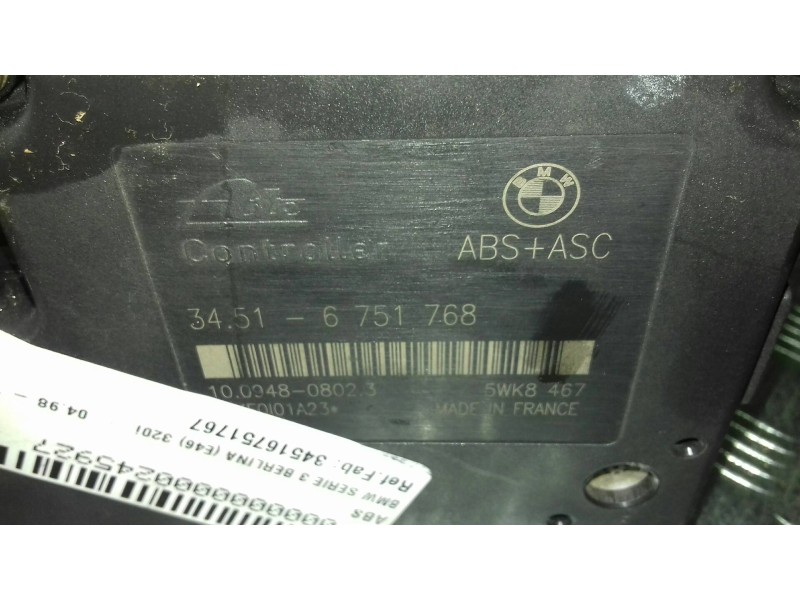 BMW
Ate
Controller
ABS+ASC
34.51 - 6 751 768
10.0948-0802.3
5WK8 467
MADE IN FRANCE
04.98 -
Ref.Fab: 34516751767
BMW SERIE 3 BERLINA (E46) 320i
ABS